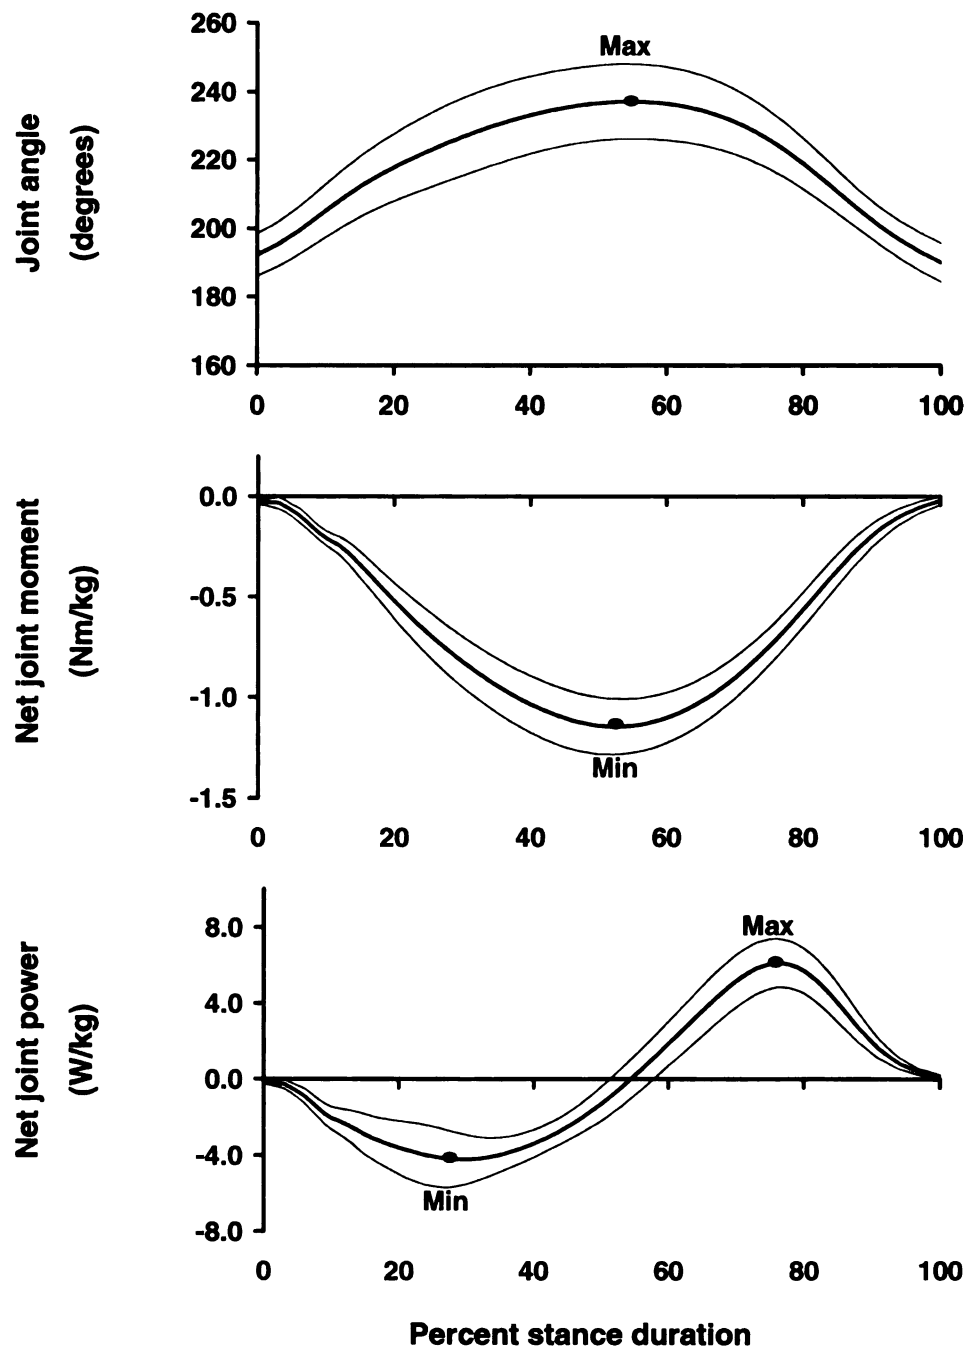 Joint angle
(degrees)
260
240
220
200
180
160
Max
0 20 40 60 80 100
Net joint moment
(Nm/kg)
0.0
-0.5
-1.0
-1.5
Min
0 20 40 60 80 100
Net joint power
(W/kg)
8.0
4.0
0.0
-4.0
-8.0
Max
Min
0 20 40 60 80 100
Percent stance duration